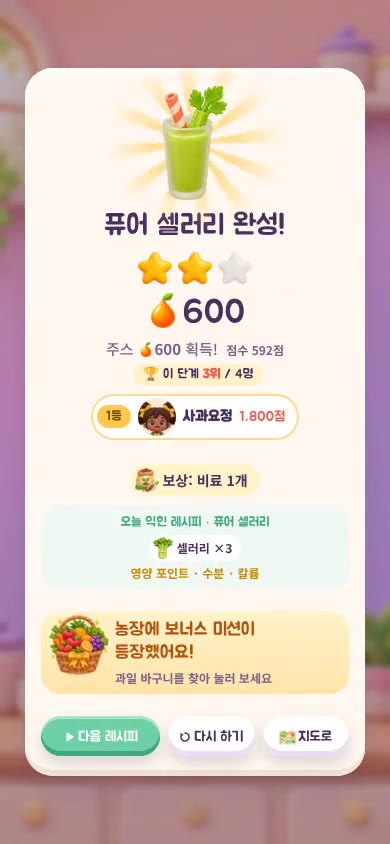 퓨어 셀러리 완성!
600
주스 600 획득! 점수 592점
이 단계 3위 / 4명
1등 사과요정 1,800점
보상: 비료 1개
오늘 익힌 레시피 · 퓨어 셀러리
셀러리 ×3
영양 포인트 · 수분 · 칼륨
농장에 보너스 미션이
등장했어요!
과일 바구니를 찾아 눌러 보세요
다음 레시피 다시 하기 지도로